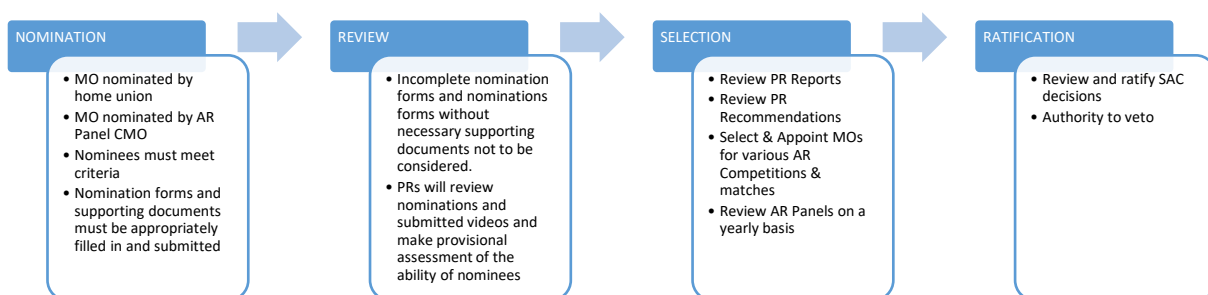 NOMINATION
• MO nominated by
home union
• MO nominated by AR
Panel CMO
• Nominees must meet
criteria
• Nomination forms and
supporting documents
must be appropriately
filled in and submitted
REVIEW
• Incomplete nomination
forms and nominations
forms without
necessary supporting
documents not to be
considered.
• PRs will review
nominations and
submitted videos and
make provisional
assessment of the
ability of nominees
SELECTION
• Review PR Reports
• Review PR
Recommendations
• Select & Appoint MOs
for various AR
Competitions &
matches
• Review AR Panels on a
yearly basis
RATIFICATION
• Review and ratify SAC
decisions
• Authority to veto